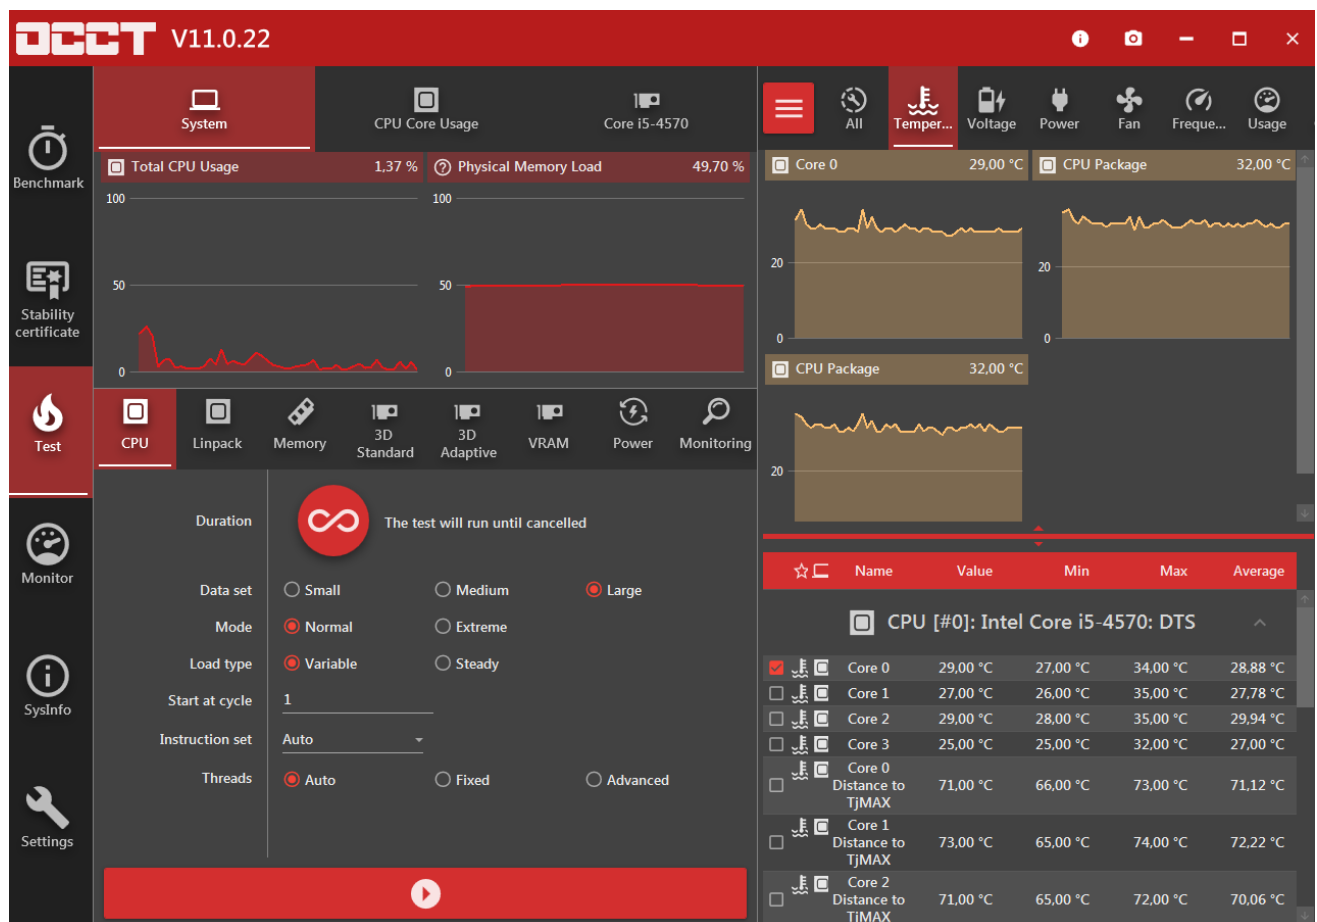 OCCT V11.0.22
System
CPU Core Usage
Core i5-4570
All
Temper...
Voltage
Power
Fan
Freque...
Usage
Benchmark
Stability
certificate
Test
Monitor
SysInfo
Settings
Total CPU Usage 1,37 %
100
50
0
Physical Memory Load 49,70 %
100
50
0
Core 0 29,00 °C
20
0
CPU Package 32,00 °C
20
0
CPU Package 32,00 °C
20
CPU
Linpack
Memory
3D
Standard
3D
Adaptive
VRAM
Power
Monitoring
Duration The test will run until cancelled
Data set Small Medium Large
Mode Normal Extreme
Load type Variable Steady
Start at cycle 1
Instruction set Auto
Threads Auto Fixed Advanced
Name Value Min Max Average
CPU [#0]: Intel Core i5-4570: DTS
Core 0 29,00 °C 27,00 °C 34,00 °C 28,88 °C
Core 1 27,00 °C 26,00 °C 35,00 °C 27,78 °C
Core 2 29,00 °C 28,00 °C 35,00 °C 29,94 °C
Core 3 25,00 °C 25,00 °C 32,00 °C 27,00 °C
Core 0
Distance to 71,00 °C 66,00 °C 73,00 °C 71,12 °C
TjMAX
Core 1
Distance to 73,00 °C 65,00 °C 74,00 °C 72,22 °C
TjMAX
Core 2
Distance to 71,00 °C 65,00 °C 72,00 °C 70,06 °C
TjMAX